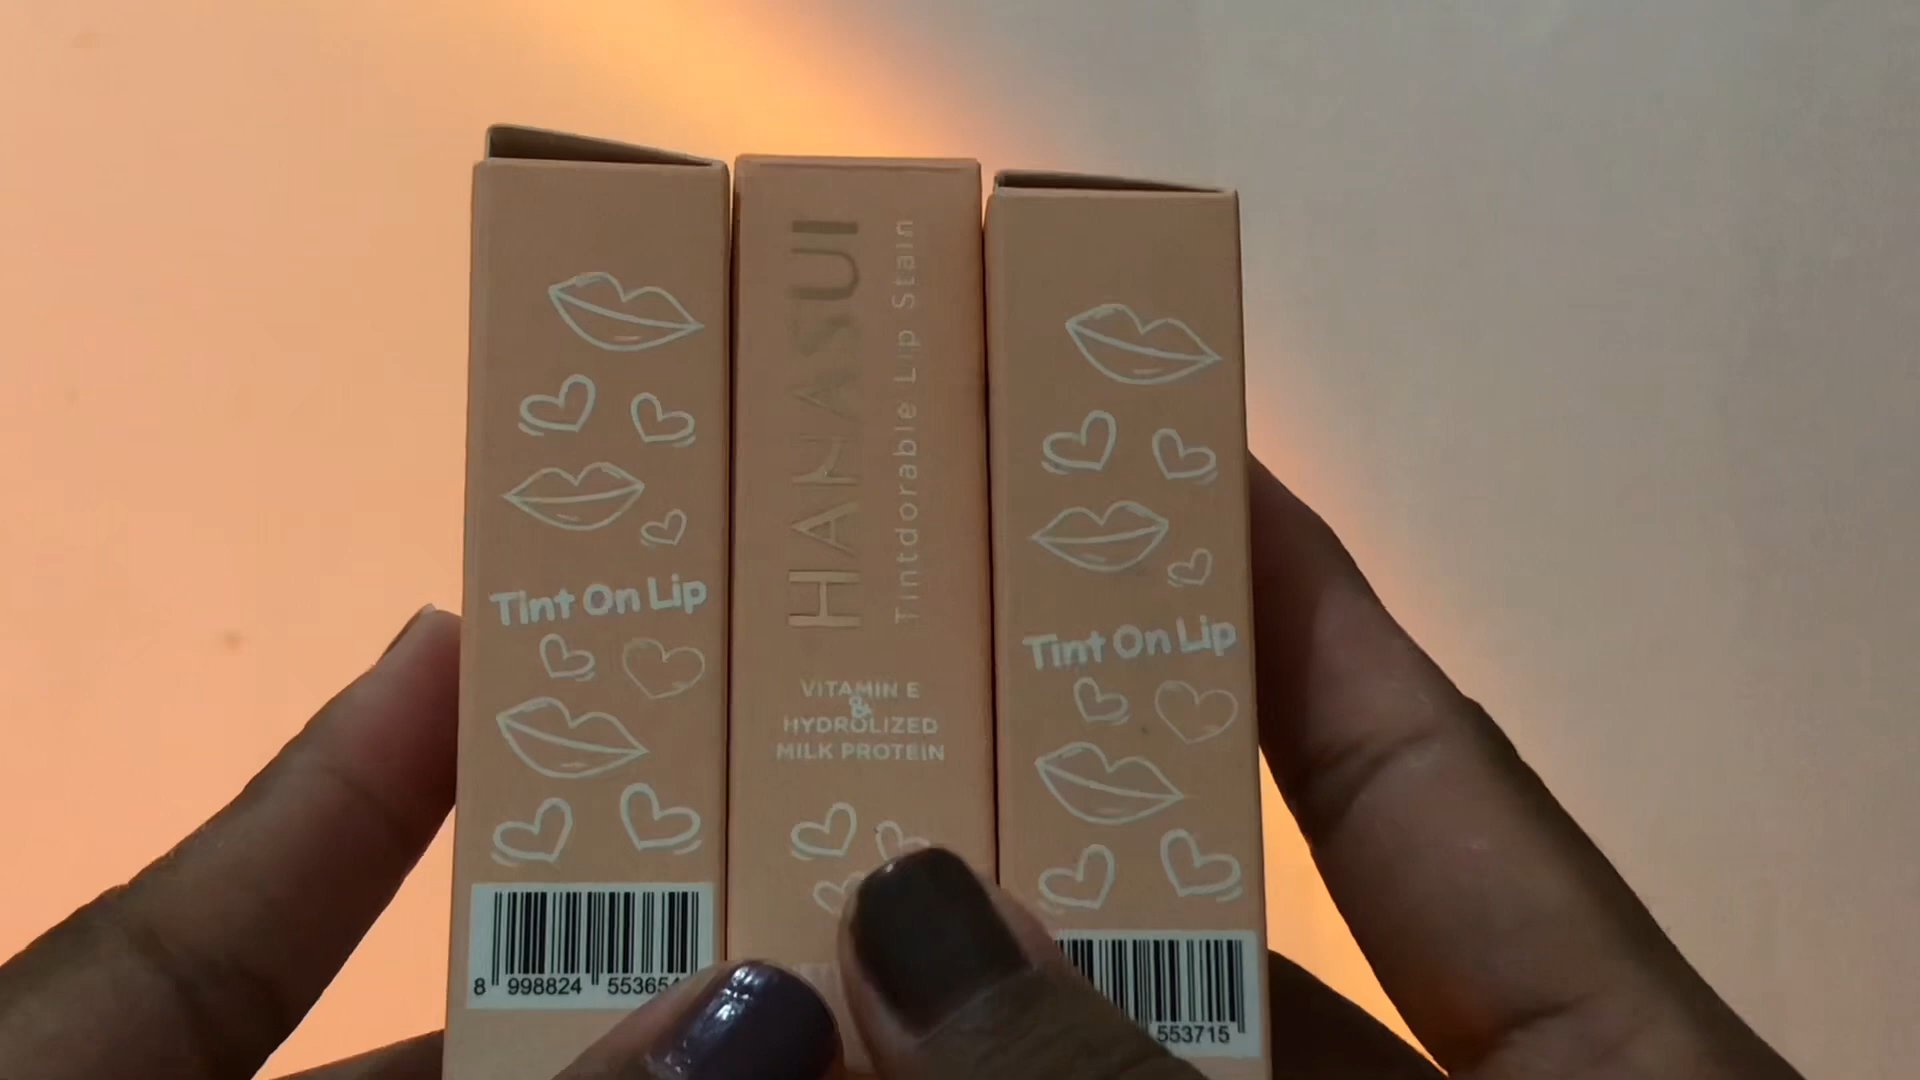 Tint On Lip
8 998824 55365
HANASUI
Tintdorable Lip Stain
VITAMIN E
&
HYDROLIZED
MILK PROTEIN
Tint On Lip
553715